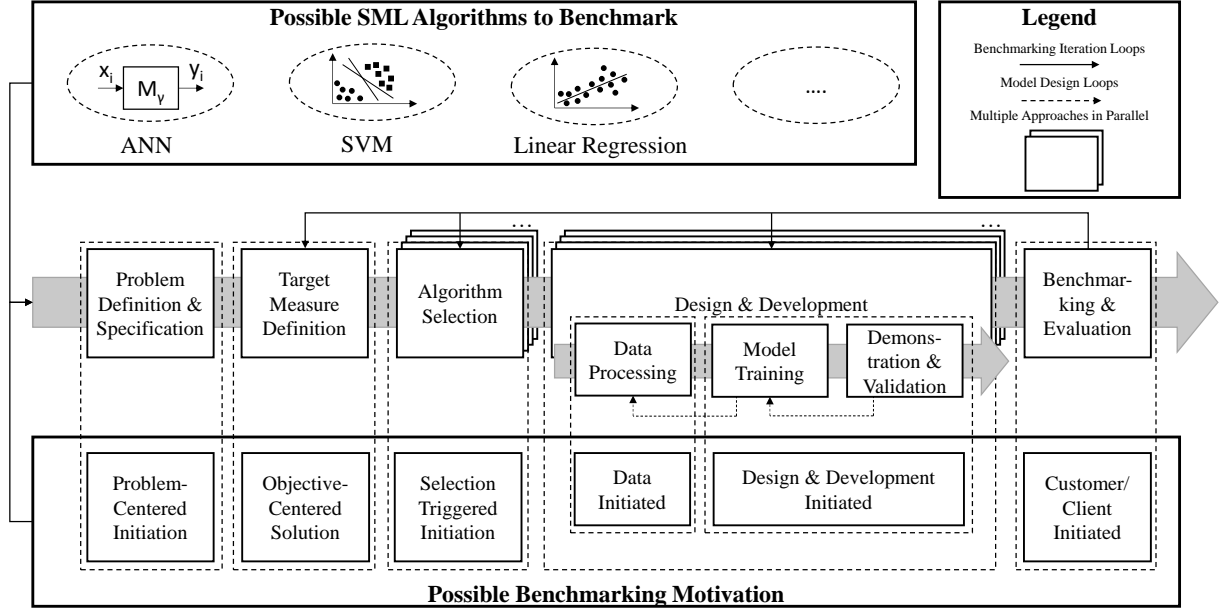 Possible SML Algorithms to Benchmark
x_i
M_γ
y_i
....
ANN
SVM
Linear Regression
Legend
Benchmarking Iteration Loops
Model Design Loops
Multiple Approaches in Parallel
...
...
Problem
Definition &
Specification
Target
Measure
Definition
Algorithm
Selection
Design & Development
Data
Processing
Model
Training
Demons-
tration &
Validation
Benchmar-
king &
Evaluation
Problem-
Centered
Initiation
Objective-
Centered
Solution
Selection
Triggered
Initiation
Data
Initiated
Design & Development
Initiated
Customer/
Client
Initiated
Possible Benchmarking Motivation